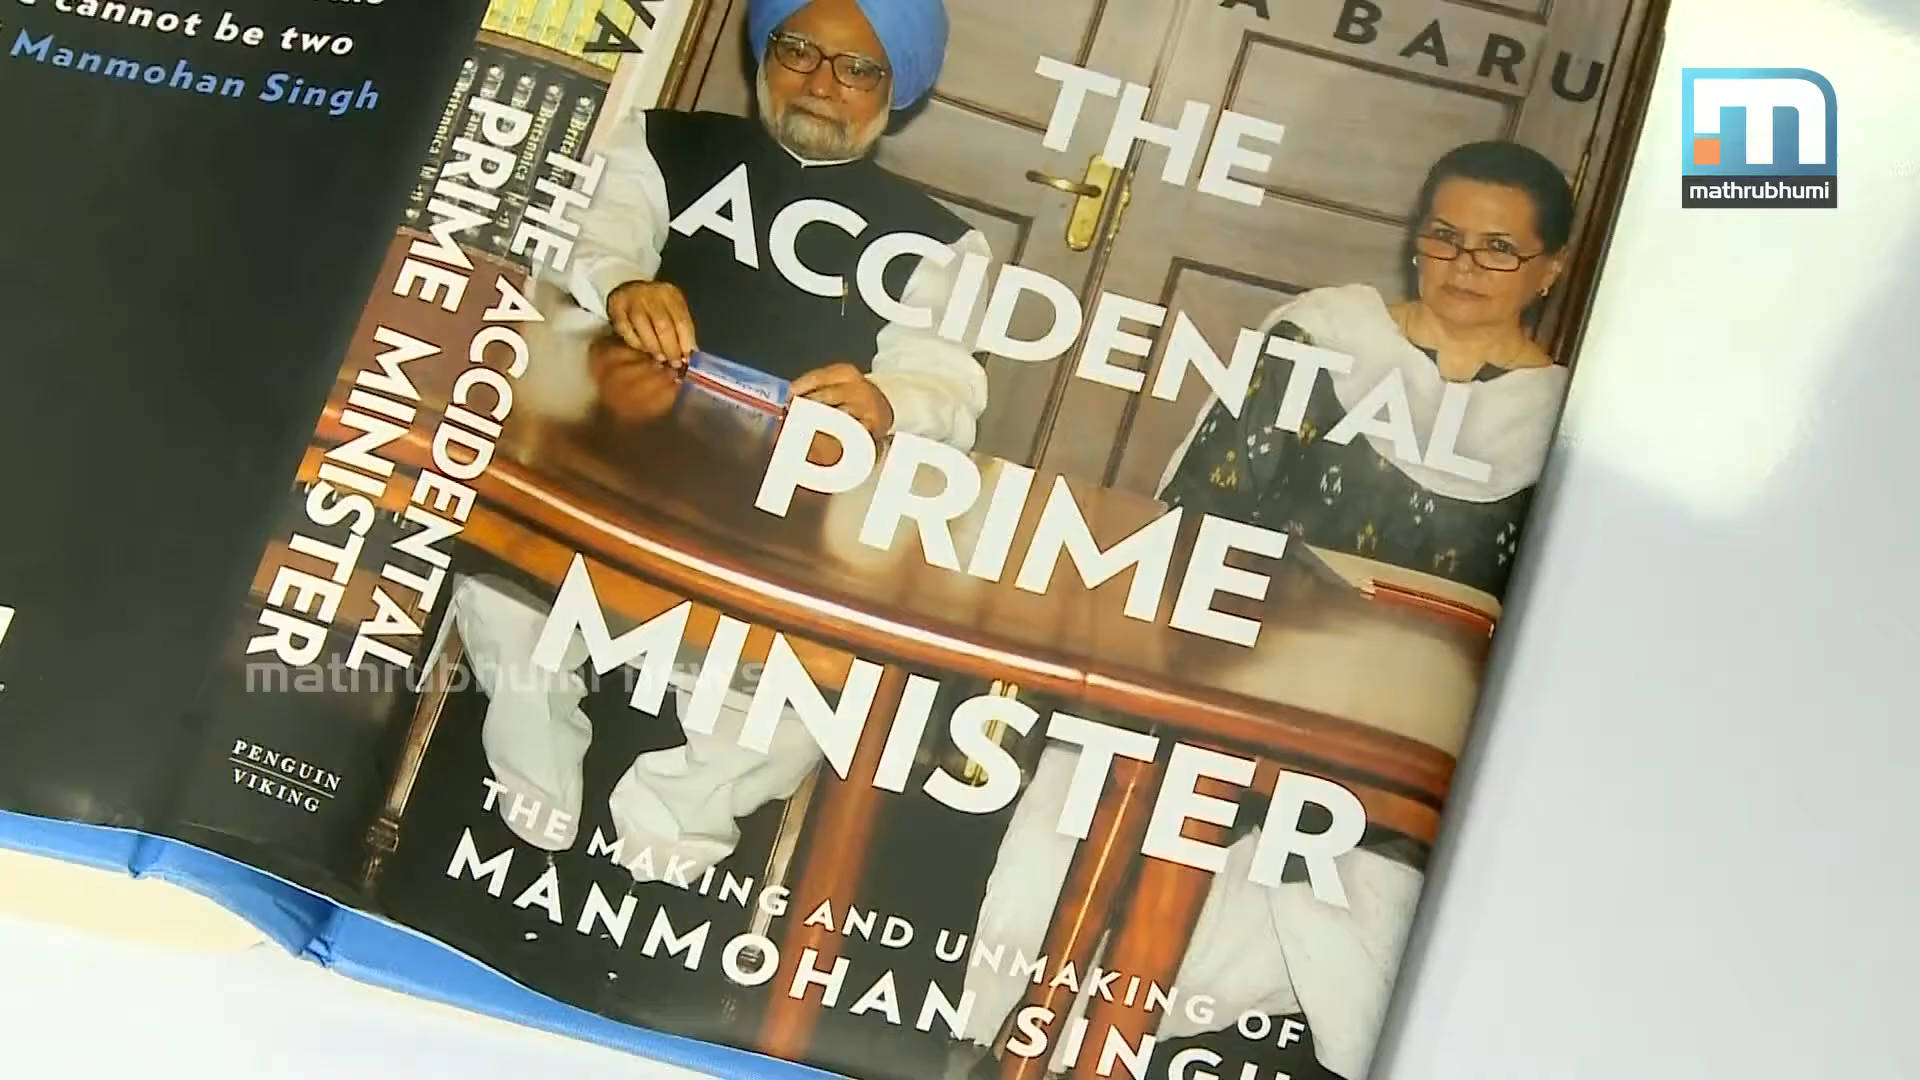 cannot be two
Manmohan Singh
YA
THE ACCIDENTAL
PRIME MINISTER
PENGUIN
VIKING
A BARU
THE
ACCIDENTAL
PRIME
MINISTER
THE MAKING AND UNMAKING OF
MANMOHAN SINGH
mathrubhumi
mathrubhumi news